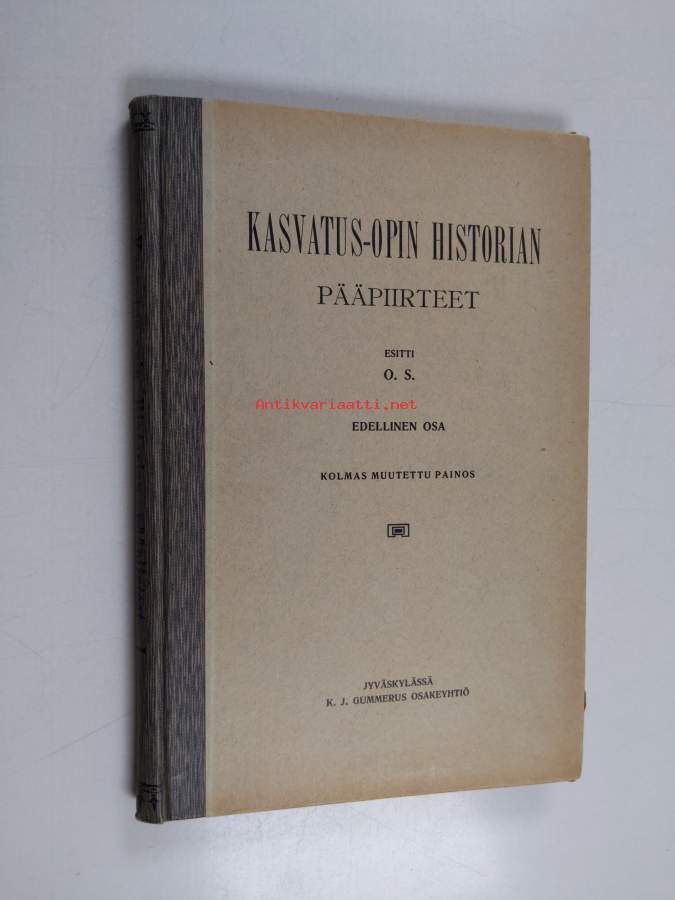 KASVATUS-OPIN HISTORIAN
PÄÄPIIRTEET
ESITTI
O. S.
Antikvariaatti.net
EDELLINEN OSA
KOLMAS MUUTETTU PAINOS
JYVÄSKYLÄSSÄ
K. J. GUMMERUS OSAKEYHTIÖ